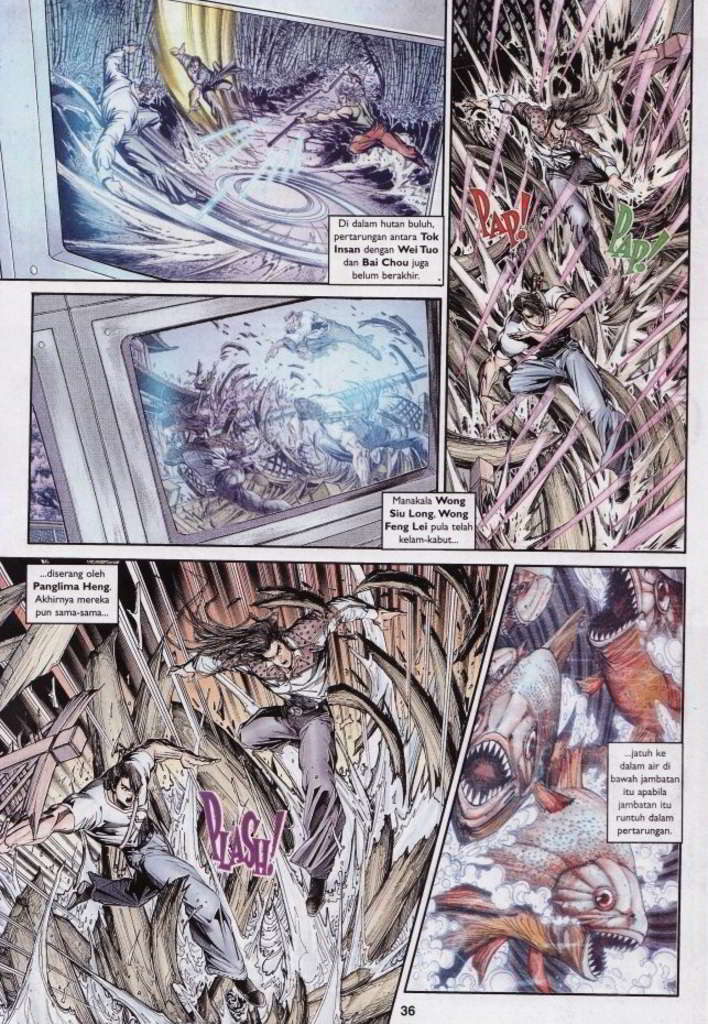 Di dalam hutan buluh,
pertarungan antara Tok
Insan dengan Wei Tuo
dan Bai Chou juga
belum berakhir.
PAP!
PAP!
Manakala Wong
Siu Long, Wong
Feng Lei pula telah
kelam-kabut...
...diserang oleh
Panglima Heng.
Akhirnya mereka
pun sama-sama...
PLASH!
...jatuh ke
dalam air di
bawah jambatan
itu apabila
jambatan itu
runtuh dalam
pertarungan.
36